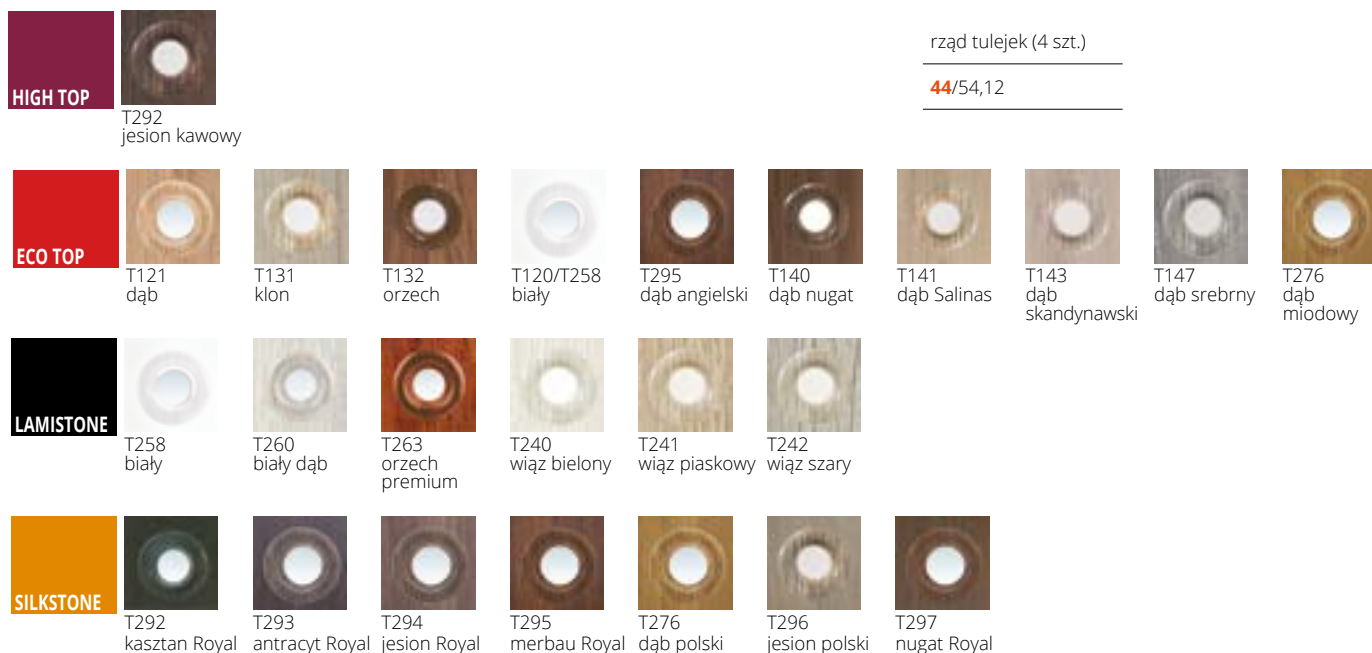 HIGH TOP
T292
jesion kawowy
rząd tulejek (4 szt.)
44/54,12
ECO TOP
T121
dąb
T131
klon
T132
orzech
T120/T258
biały
T295
dąb angielski
T140
dąb nugat
T141
dąb Salinas
T143
dąb
skandynawski
T147
dąb srebrny
T276
dąb
miodowy
LAMISTONE
T258
biały
T260
biały dąb
T263
orzech
premium
T240
wiąz bielony
T241
wiąz piaskowy
T242
wiąz szary
SILKSTONE
T292
kasztan Royal
T293
antracyt Royal
T294
jesion Royal
T295
merbau Royal
T276
dąb polski
T296
jesion polski
T297
nugat Royal